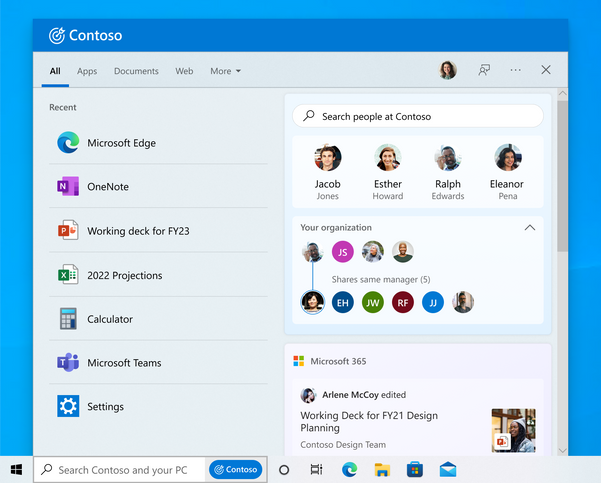 Contoso
All Apps Documents Web More
Recent
Microsoft Edge
OneNote
Working deck for FY23
2022 Projections
Calculator
Microsoft Teams
Settings
Search people at Contoso
Jacob Esther Ralph Eleanor
Jones Howard Edwards Pena
Your organization
JS
Shares same manager (5)
EH JW RF JJ
Microsoft 365
Arlene McCoy edited
Working Deck for FY21 Design
Planning
Contoso Design Team
Search Contoso and your PC Contoso